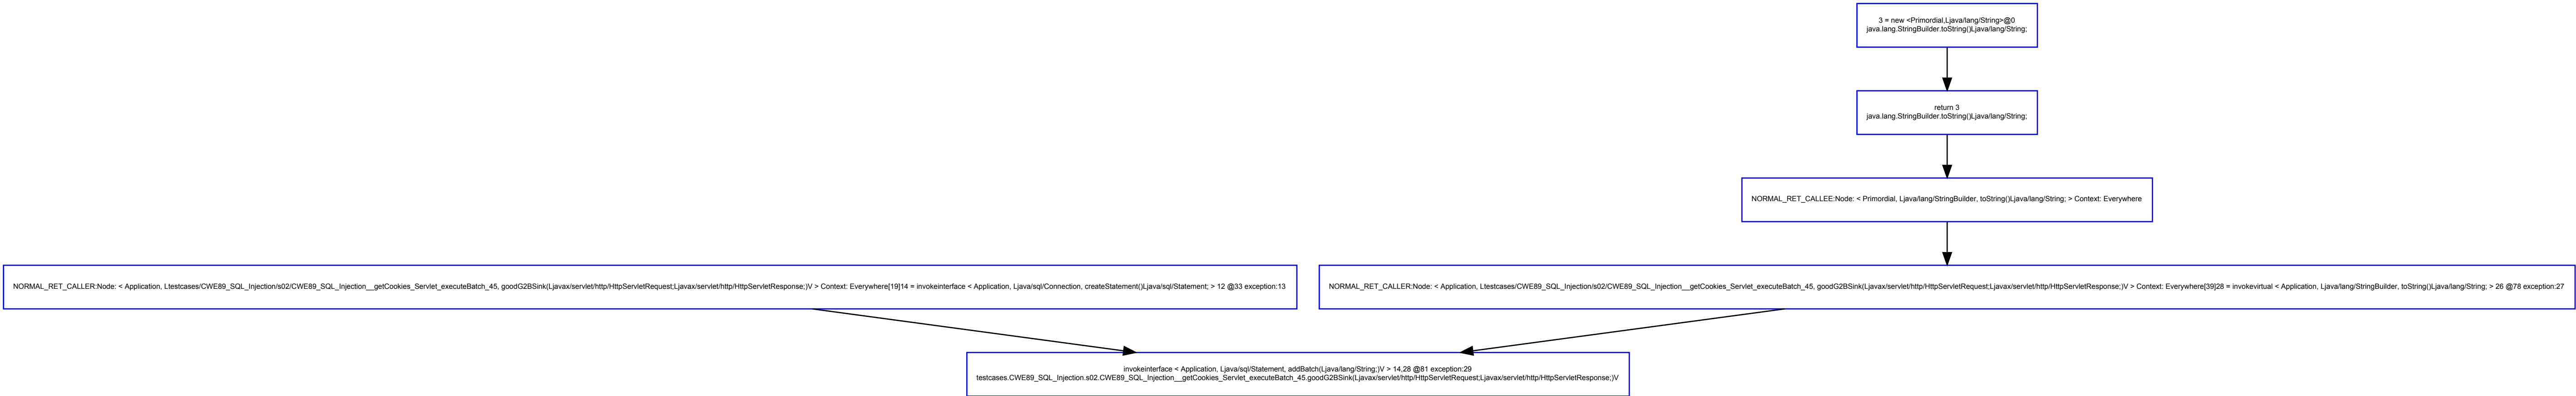 3 = new <Primordial,Ljava/lang/String>@0
java.lang.StringBuilder.toString()Ljava/lang/String;
return 3
java.lang.StringBuilder.toString()Ljava/lang/String;
NORMAL_RET_CALLEE:Node: < Primordial, Ljava/lang/StringBuilder, toString()Ljava/lang/String; > Context: Everywhere
NORMAL_RET_CALLER:Node: < Application, Ltestcases/CWE89_SQL_Injection/s02/CWE89_SQL_Injection__getCookies_Servlet_executeBatch_45, goodG2BSink(Ljavax/servlet/http/HttpServletRequest;Ljavax/servlet/http/HttpServletResponse;)V > Context: Everywhere[19]14 = invokeinterface < Application, Ljava/sql/Connection, createStatement()Ljava/sql/Statement; > 12 @33 exception:13
NORMAL_RET_CALLER:Node: < Application, Ltestcases/CWE89_SQL_Injection/s02/CWE89_SQL_Injection__getCookies_Servlet_executeBatch_45, goodG2BSink(Ljavax/servlet/http/HttpServletRequest;Ljavax/servlet/http/HttpServletResponse;)V > Context: Everywhere[39]28 = invokevirtual < Application, Ljava/lang/StringBuilder, toString()Ljava/lang/String; > 26 @78 exception:27
invokeinterface < Application, Ljava/sql/Statement, addBatch(Ljava/lang/String;)V > 14,28 @81 exception:29
testcases.CWE89_SQL_Injection.s02.CWE89_SQL_Injection__getCookies_Servlet_executeBatch_45.goodG2BSink(Ljavax/servlet/http/HttpServletRequest;Ljavax/servlet/http/HttpServletResponse;)V